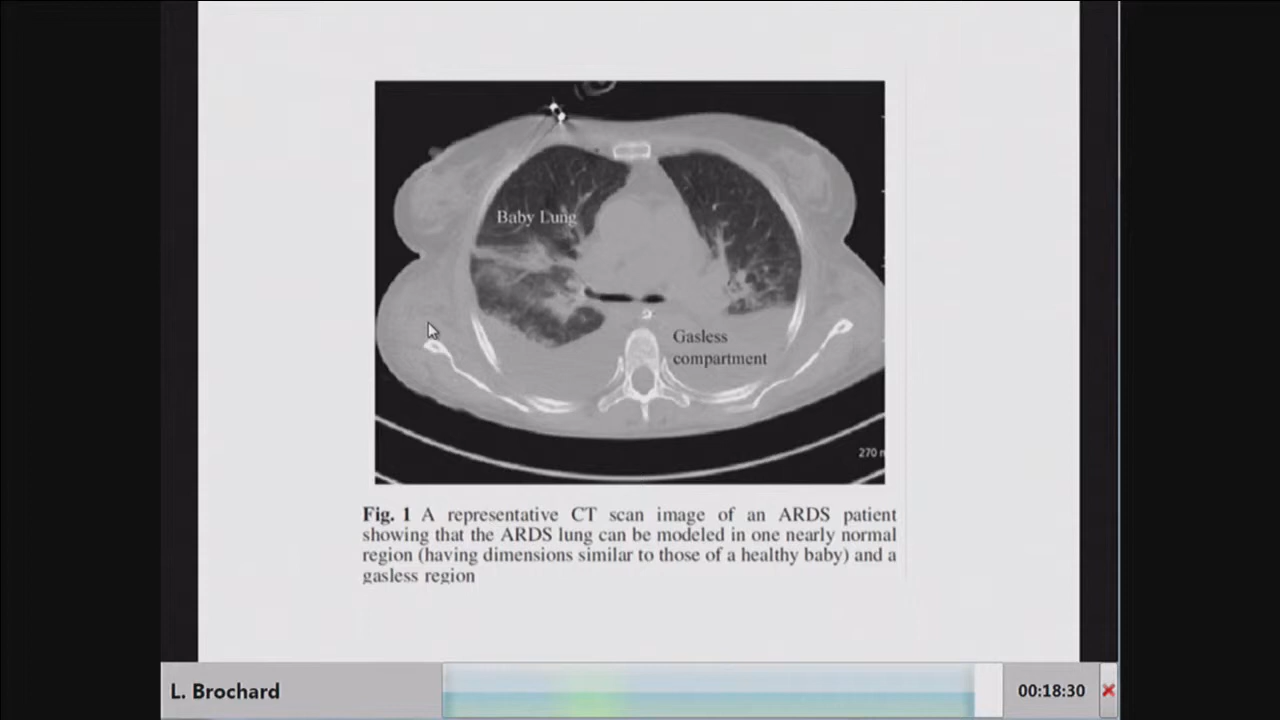 Baby Lung
Gasless
compartment
270
Fig. 1 A representative CT scan image of an ARDS patient
showing that the ARDS lung can be modeled in one nearly normal
region (having dimensions similar to those of a healthy baby) and a
gasless region
L. Brochard
00:18:30